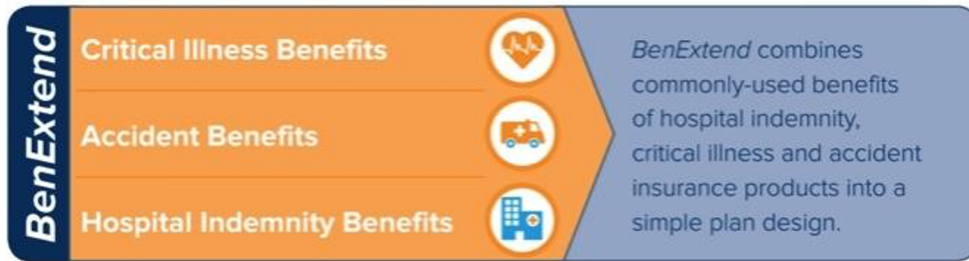 BenExtend
Critical Illness Benefits
Accident Benefits
Hospital Indemnity Benefits
BenExtend combines
commonly-used benefits
of hospital indemnity,
critical illness and accident
insurance products into a
simple plan design.